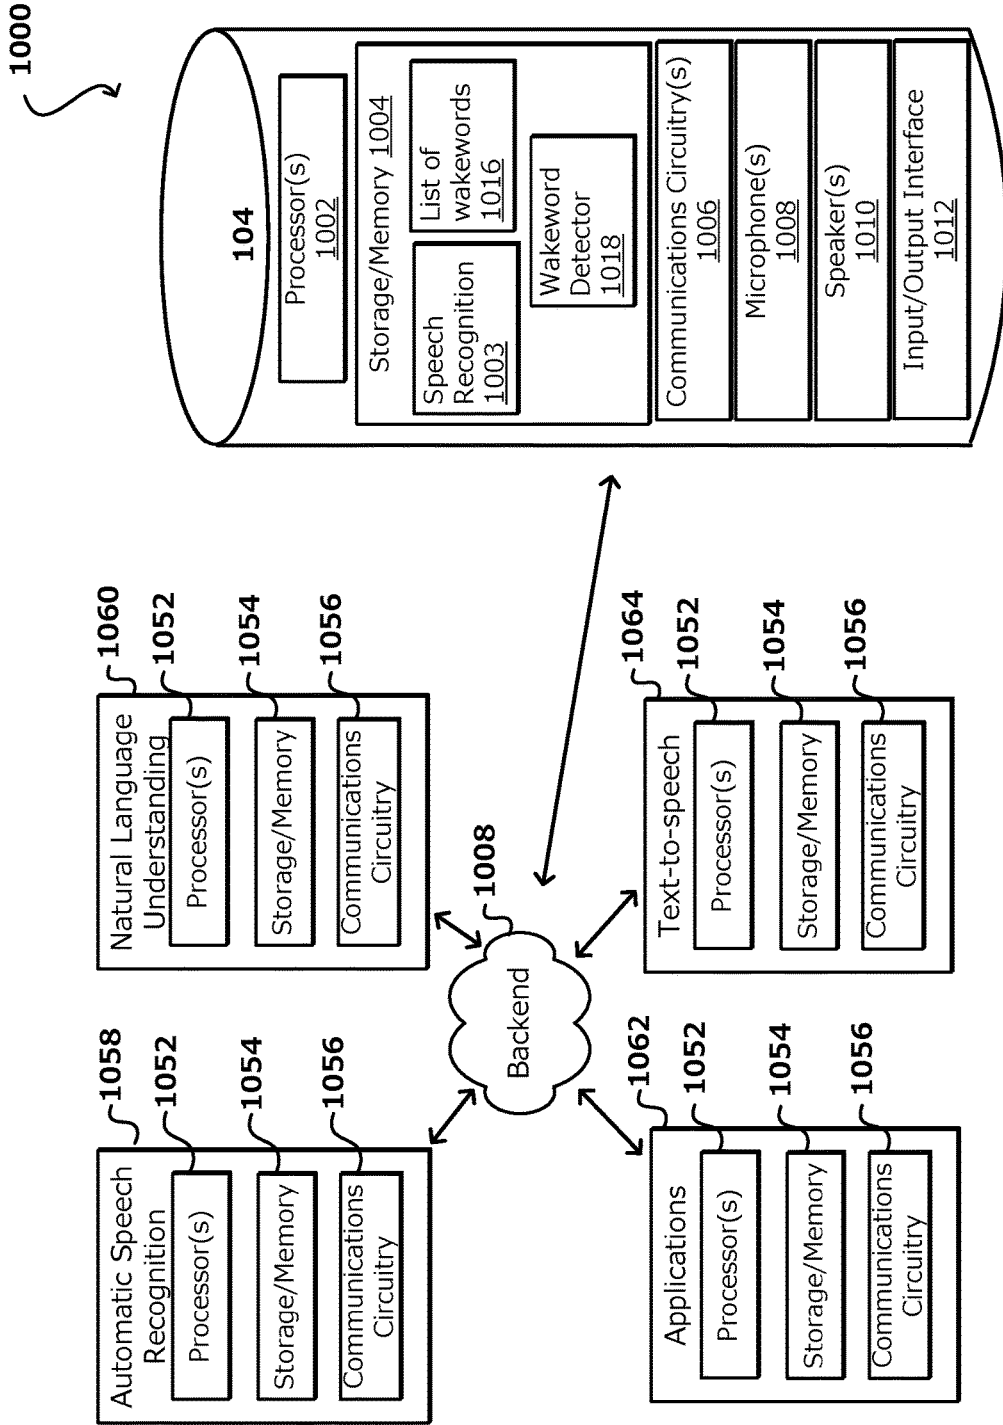 1000
Automatic Speech
Recognition
1058
Processor(s)
1052
Storage/Memory
1054
Communications
Circuitry
1056
Natural Language
Understanding
1060
Processor(s)
1052
Storage/Memory
1054
Communications
Circuitry
1056
Backend
1008
Applications
1062
Processor(s)
1052
Storage/Memory
1054
Communications
Circuitry
1056
Text-to-speech
1064
Processor(s)
1052
Storage/Memory
1054
Communications
Circuitry
1056
104
Processor(s)
1002
Storage/Memory 1004
Speech
Recognition
1003
List of
wakewords
1016
Wakeword
Detector
1018
Communications Circuitry(s)
1006
Microphone(s)
1008
Speaker(s)
1010
Input/Output Interface
1012